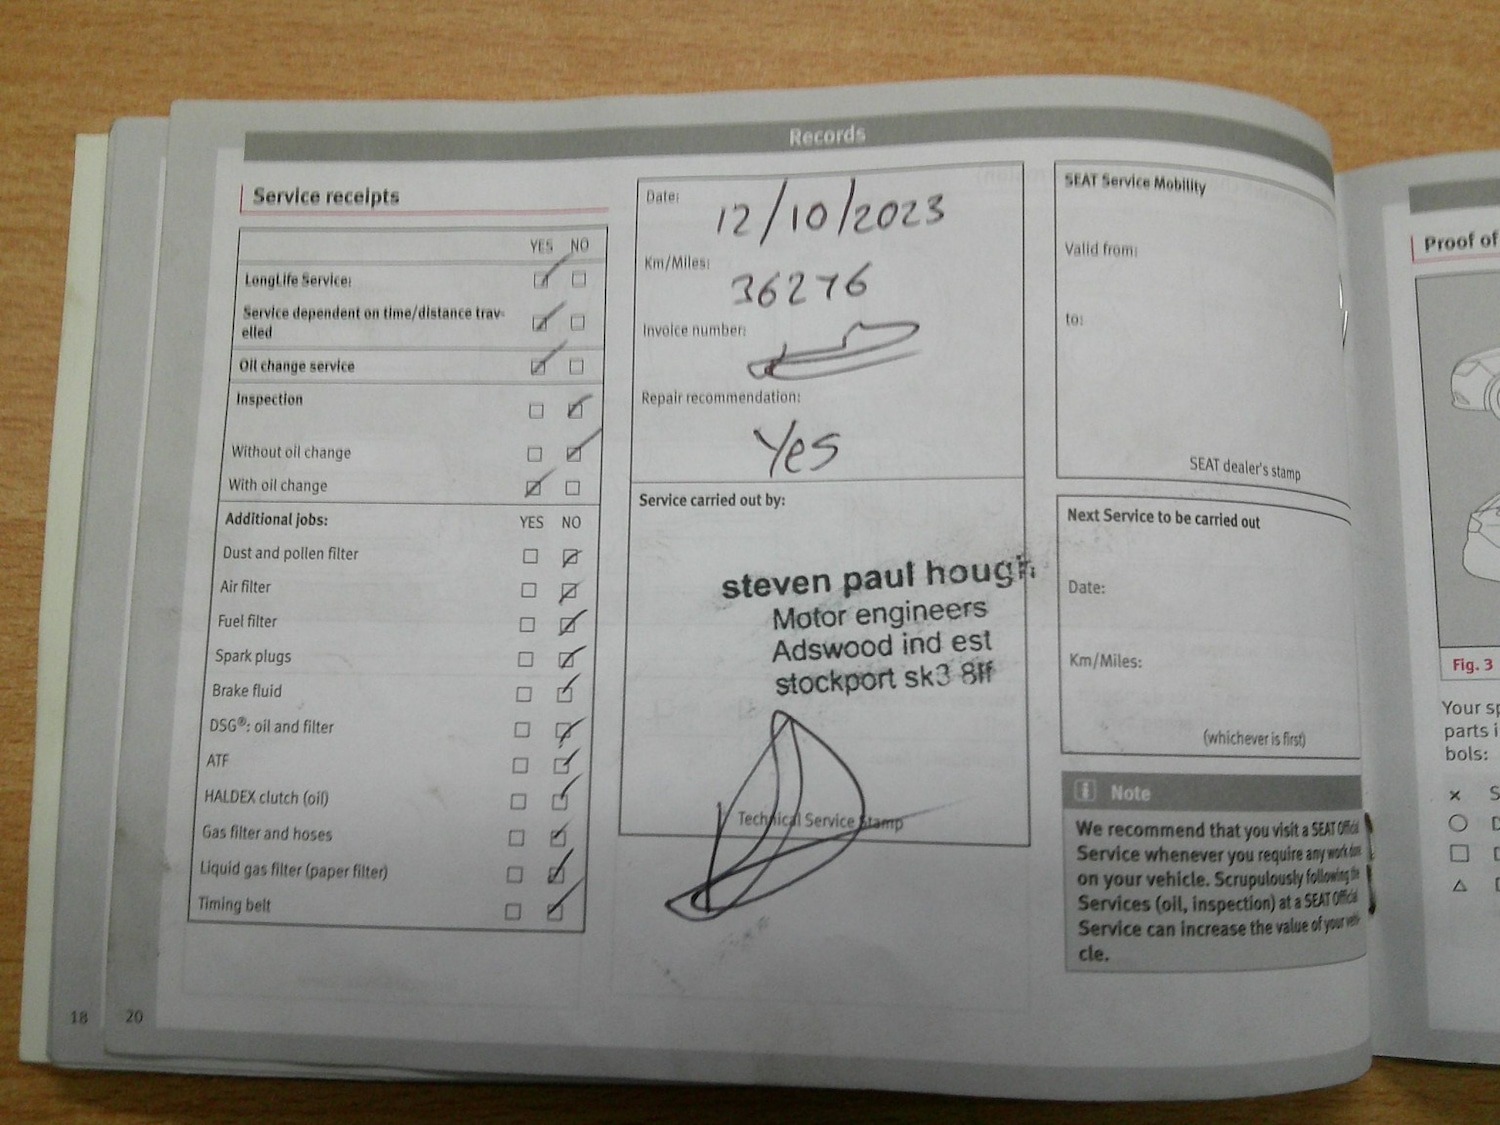 Records
Service receipts
YES NO
LongLife Service:
Service dependent on time/distance trav-
elled
Oil change service
Inspection
Without oil change
With oil change
Additional jobs: YES NO
Dust and pollen filter
Air filter
Fuel filter
Spark plugs
Brake fluid
DSG®: oil and filter
ATF
HALDEX clutch (oil)
Gas filter and hoses
Liquid gas filter (paper filter)
Timing belt
Date:
12/10/2023
Km/Miles:
36276
Invoice number:
Repair recommendation:
Yes
Service carried out by:
steven paul hough
Motor engineers
Adswood ind est
stockport sk3 8lf
Technical Service Stamp
SEAT Service Mobility
Valid from:
to:
SEAT dealer's stamp
Next Service to be carried out
Date:
Km/Miles:
(whichever is first)
Note
We recommend that you visit a SEAT Official
Service whenever you require any work done
on your vehicle. Scrupulously following the
Services (oil, inspection) at a SEAT Official
Service can increase the value of your vehi-
cle.
18 20
Proof of
Fig. 3
Your sp
parts i
bols: